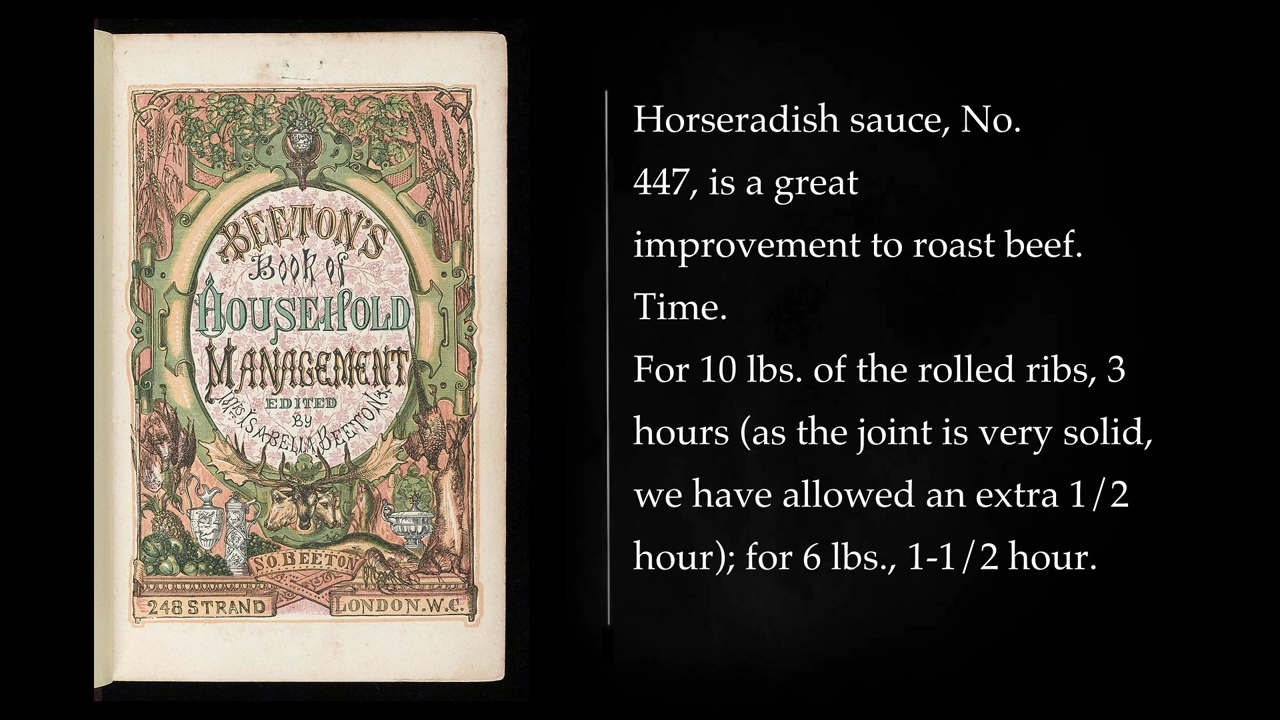 BEETON'S
Book of
HOUSEHOLD
MANAGEMENT
EDITED
BY
MRS. ISABELLA BEETON.
S.O. BEETON
248 STRAND
LONDON. W.C.
Horseradish sauce, No.
447, is a great
improvement to roast beef.
Time.
For 10 lbs. of the rolled ribs, 3
hours (as the joint is very solid,
we have allowed an extra 1/2
hour); for 6 lbs., 1-1/2 hour.